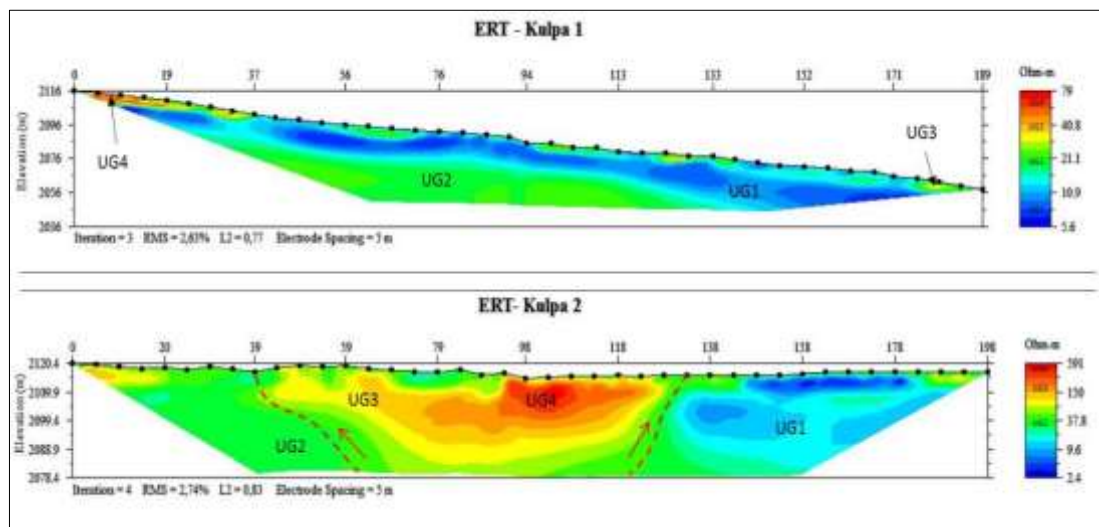 ERT - Kulpa 1
0 19 37 56 76 94 113 133 152 171 189
Ohm-m
Elevation (m)
2116
2096
2076
2056
2036
78
40.8
21.1
10.9
5.6
UG4
UG3
UG2
UG1
Iteration = 3 RMS = 2,63% L2 = 0,77 Electrode Spacing = 5 m
ERT- Kulpa 2
0 20 39 59 79 98 118 138 158 178 198
Ohm-m
Elevation (m)
2120.4
2109.9
2099.4
2088.9
2078.4
150
37.8
9.6
2.4
UG3
UG4
UG2
UG1
Iteration = 4 RMS = 2,74% L2 = 0,83 Electrode Spacing = 5 m